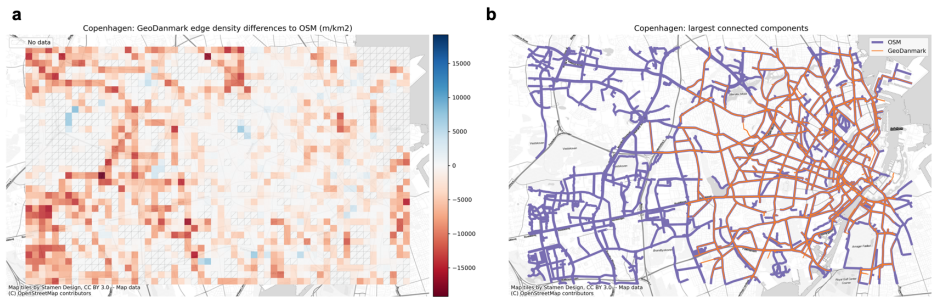 a
Copenhagen: GeoDanmark edge density differences to OSM (m/km2)
No data
15000
10000
5000
0
−5000
−10000
−15000
Map tiles by Stamen Design, CC BY 3.0 -- Map data
(C) OpenStreetMap contributors
b
Copenhagen: largest connected components
OSM
GeoDanmark
Map tiles by Stamen Design, CC BY 3.0 -- Map data
(C) OpenStreetMap contributors